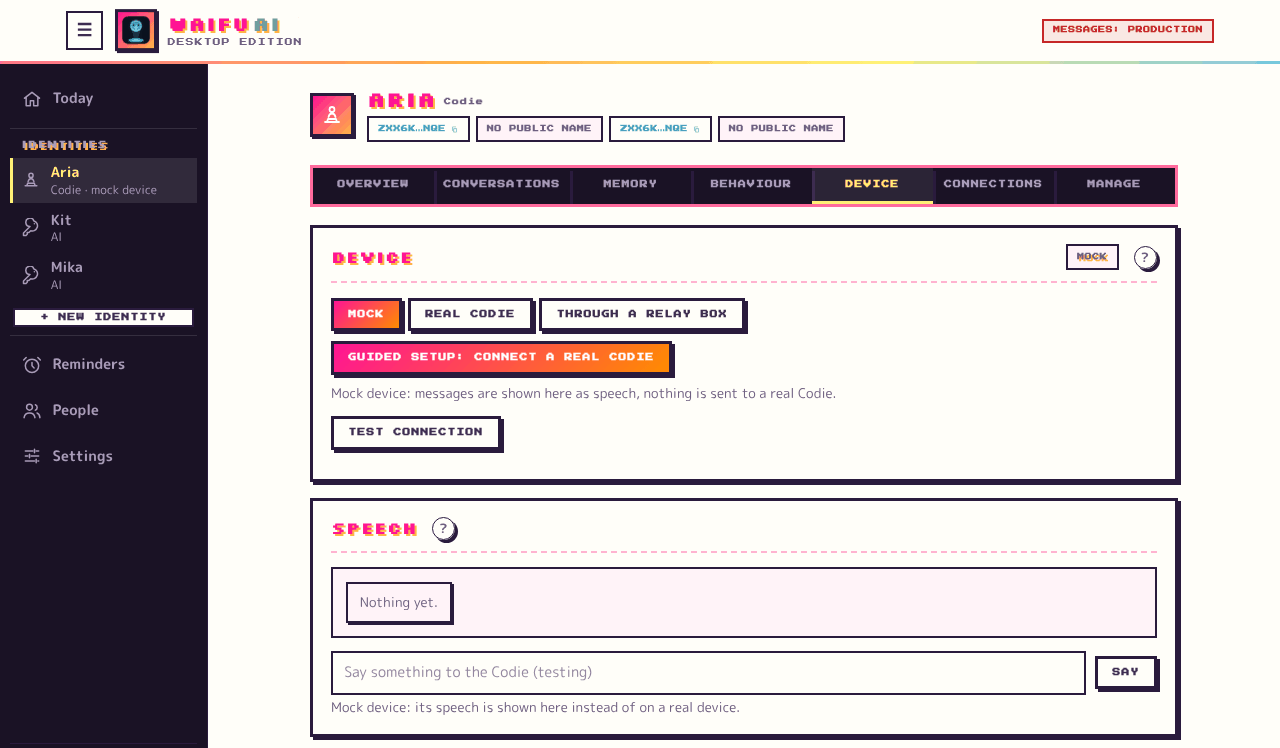 ☰
WAIFU AI
DESKTOP EDITION
MESSAGES: PRODUCTION
Today
IDENTITIES
Aria
Codie · mock device
Kit
AI
Mika
AI
+ NEW IDENTITY
Reminders
People
Settings
ARIA Codie
ZXX6K…NQE NO PUBLIC NAME ZXX6K…NQE NO PUBLIC NAME
OVERVIEW CONVERSATIONS MEMORY BEHAVIOUR DEVICE CONNECTIONS MANAGE
DEVICE MOCK ?
MOCK REAL CODIE THROUGH A RELAY BOX
GUIDED SETUP: CONNECT A REAL CODIE
Mock device: messages are shown here as speech, nothing is sent to a real Codie.
TEST CONNECTION
SPEECH ?
Nothing yet.
Say something to the Codie (testing) SAY
Mock device: its speech is shown here instead of on a real device.